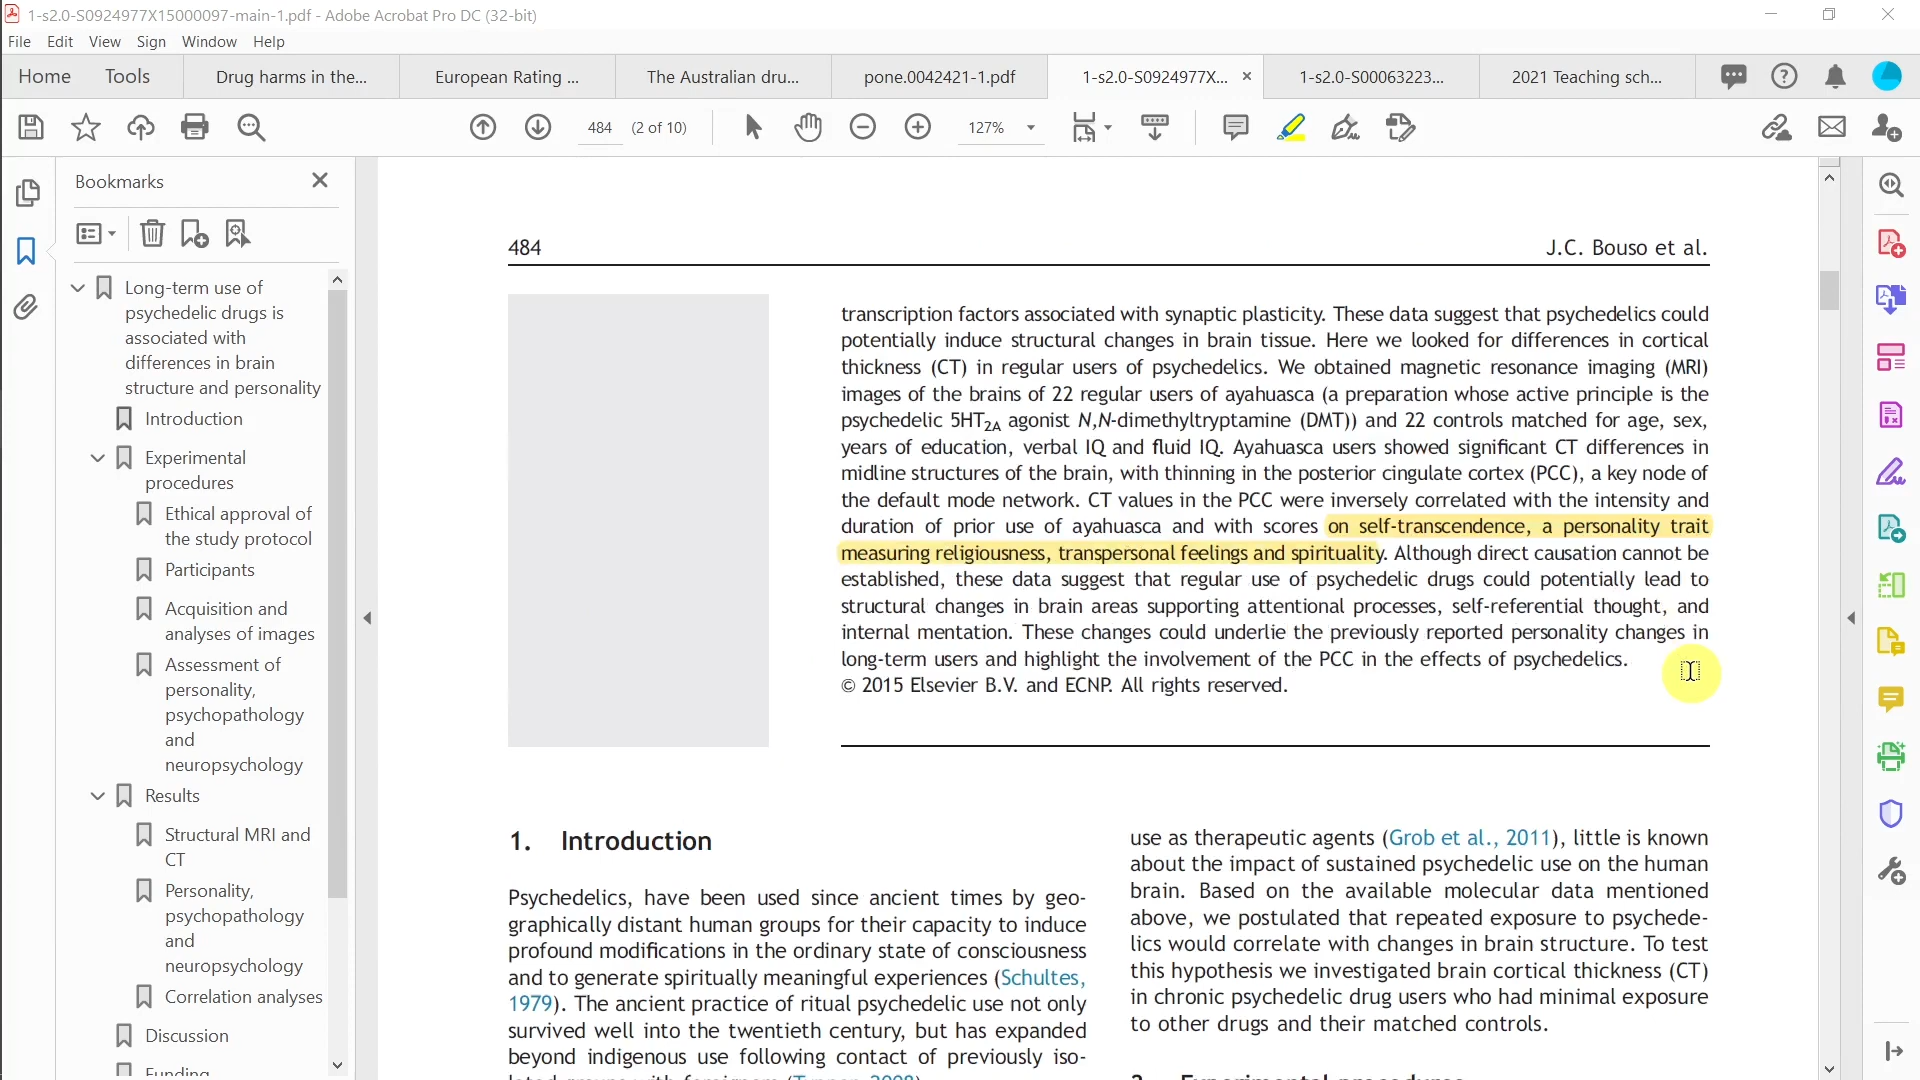 1-s2.0-S0924977X15000097-main-1.pdf - Adobe Acrobat Pro DC (32-bit)
File Edit View Sign Window Help
Home Tools Drug harms in the... European Rating ... The Australian dru... pone.0042421-1.pdf 1-s2.0-S0924977X... 1-s2.0-S00063223... 2021 Teaching sch...
484 (2 of 10) 127%
Bookmarks
Long-term use of
psychedelic drugs is
associated with
differences in brain
structure and personality
Introduction
Experimental
procedures
Ethical approval of
the study protocol
Participants
Acquisition and
analyses of images
Assessment of
personality,
psychopathology
and
neuropsychology
Results
Structural MRI and
CT
Personality,
psychopathology
and
neuropsychology
Correlation analyses
Discussion
Funding
484 J.C. Bouso et al.
transcription factors associated with synaptic plasticity. These data suggest that psychedelics could
potentially induce structural changes in brain tissue. Here we looked for differences in cortical
thickness (CT) in regular users of psychedelics. We obtained magnetic resonance imaging (MRI)
images of the brains of 22 regular users of ayahuasca (a preparation whose active principle is the
psychedelic 5HT2A agonist N,N-dimethyltryptamine (DMT)) and 22 controls matched for age, sex,
years of education, verbal IQ and fluid IQ. Ayahuasca users showed significant CT differences in
midline structures of the brain, with thinning in the posterior cingulate cortex (PCC), a key node of
the default mode network. CT values in the PCC were inversely correlated with the intensity and
duration of prior use of ayahuasca and with scores on self-transcendence, a personality trait
measuring religiousness, transpersonal feelings and spirituality. Although direct causation cannot be
established, these data suggest that regular use of psychedelic drugs could potentially lead to
structural changes in brain areas supporting attentional processes, self-referential thought, and
internal mentation. These changes could underlie the previously reported personality changes in
long-term users and highlight the involvement of the PCC in the effects of psychedelics.
© 2015 Elsevier B.V. and ECNP. All rights reserved.
1. Introduction
Psychedelics, have been used since ancient times by geo-
graphically distant human groups for their capacity to induce
profound modifications in the ordinary state of consciousness
and to generate spiritually meaningful experiences (Schultes,
1979). The ancient practice of ritual psychedelic use not only
survived well into the twentieth century, but has expanded
beyond indigenous use following contact of previously iso-
use as therapeutic agents (Grob et al., 2011), little is known
about the impact of sustained psychedelic use on the human
brain. Based on the available molecular data mentioned
above, we postulated that repeated exposure to psychede-
lics would correlate with changes in brain structure. To test
this hypothesis we investigated brain cortical thickness (CT)
in chronic psychedelic drug users who had minimal exposure
to other drugs and their matched controls.